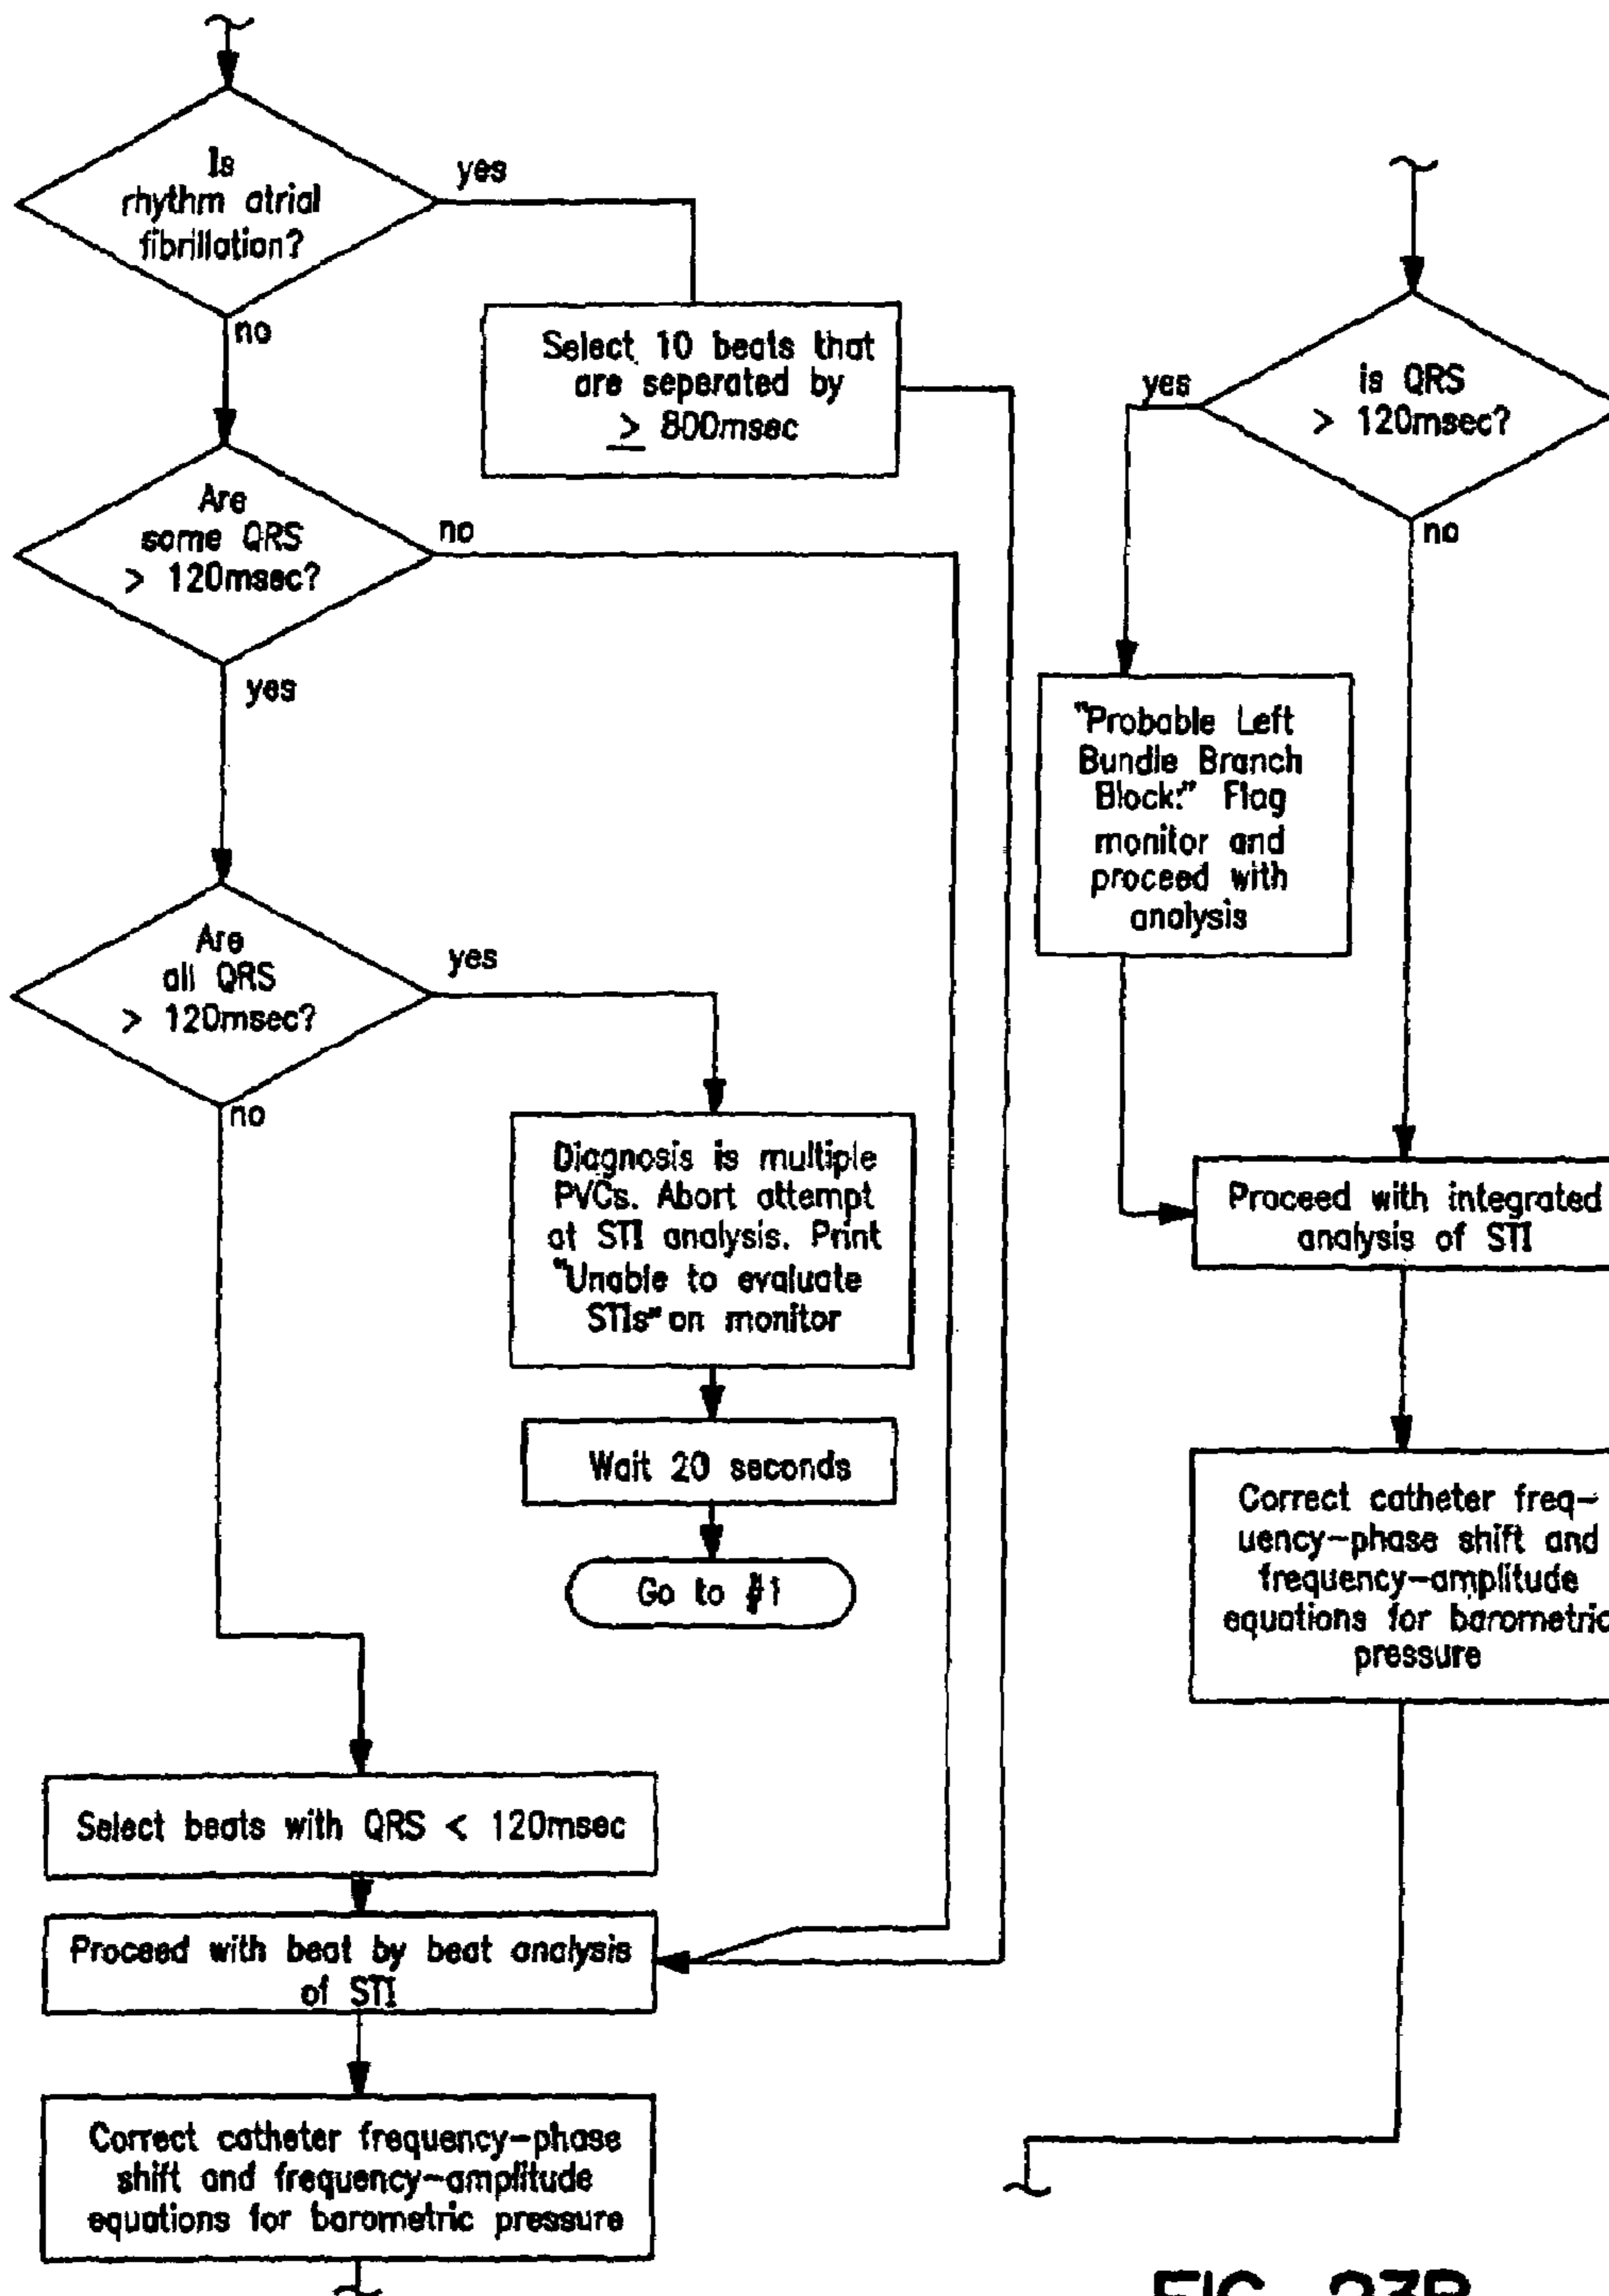 Is
rhythm atrial
fibrillation?
yes
no
Select 10 beats that
are seperated by
≥ 800msec
Are
some QRS
> 120msec?
no
yes
Are
all QRS
> 120msec?
yes
no
Diagnosis is multiple
PVCs. Abort attempt
at STI analysis. Print
"Unable to evaluate
STIs" on monitor
Wait 20 seconds
Go to #1
Select beats with QRS < 120msec
Proceed with beat by beat analysis
of STI
Correct catheter frequency-phase
shift and frequency-amplitude
equations for barometric pressure
is QRS
> 120msec?
yes
no
"Probable Left
Bundle Branch
Block:" Flag
monitor and
proceed with
analysis
Proceed with integrated
analysis of STI
Correct catheter freq-
uency-phase shift and
frequency-amplitude
equations for barometric
pressure
FIG. 23B